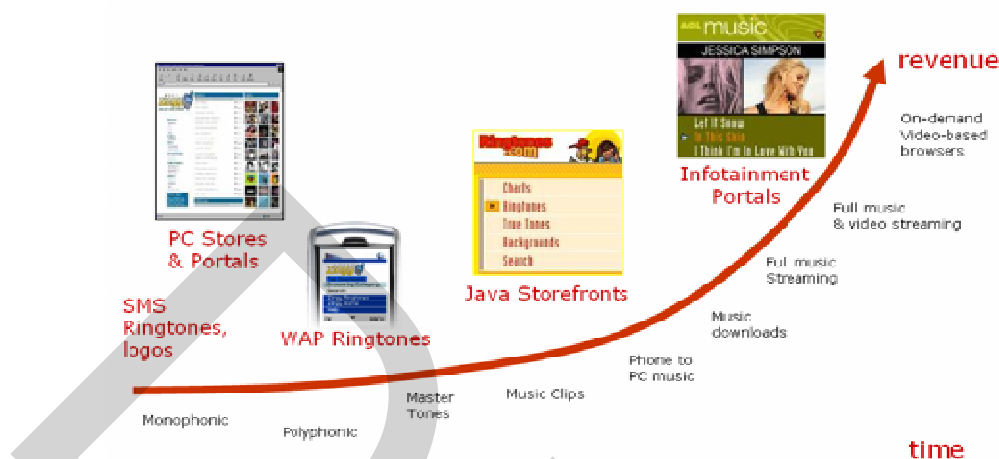 AOL music
JESSICA SIMPSON
Let It Snow
In This Skin
I Think I'm In Love With You
revenue
On-demand
Video-based
browsers
Infotainment
Portals
Ringtones
.com
Charts
Ringtones
True Tones
Backgrounds
Search
Java Storefronts
PC Stores
& Portals
SMS
Ringtones,
logos
WAP Ringtones
Full music
& video streaming
Full music
Streaming
Music
downloads
Phone to
PC music
Music Clips
Master
Tones
Monophonic
Polyphonic
time